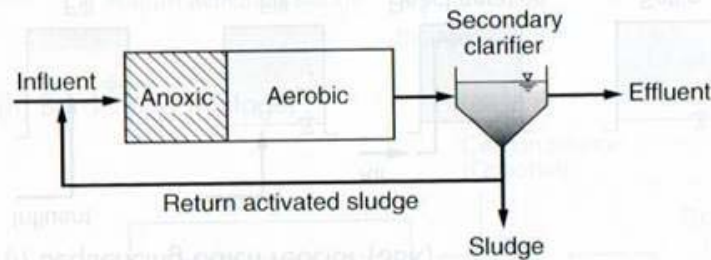 Secondary
clarifier
Influent
Anoxic
Aerobic
Effluent
Return activated sludge
Sludge